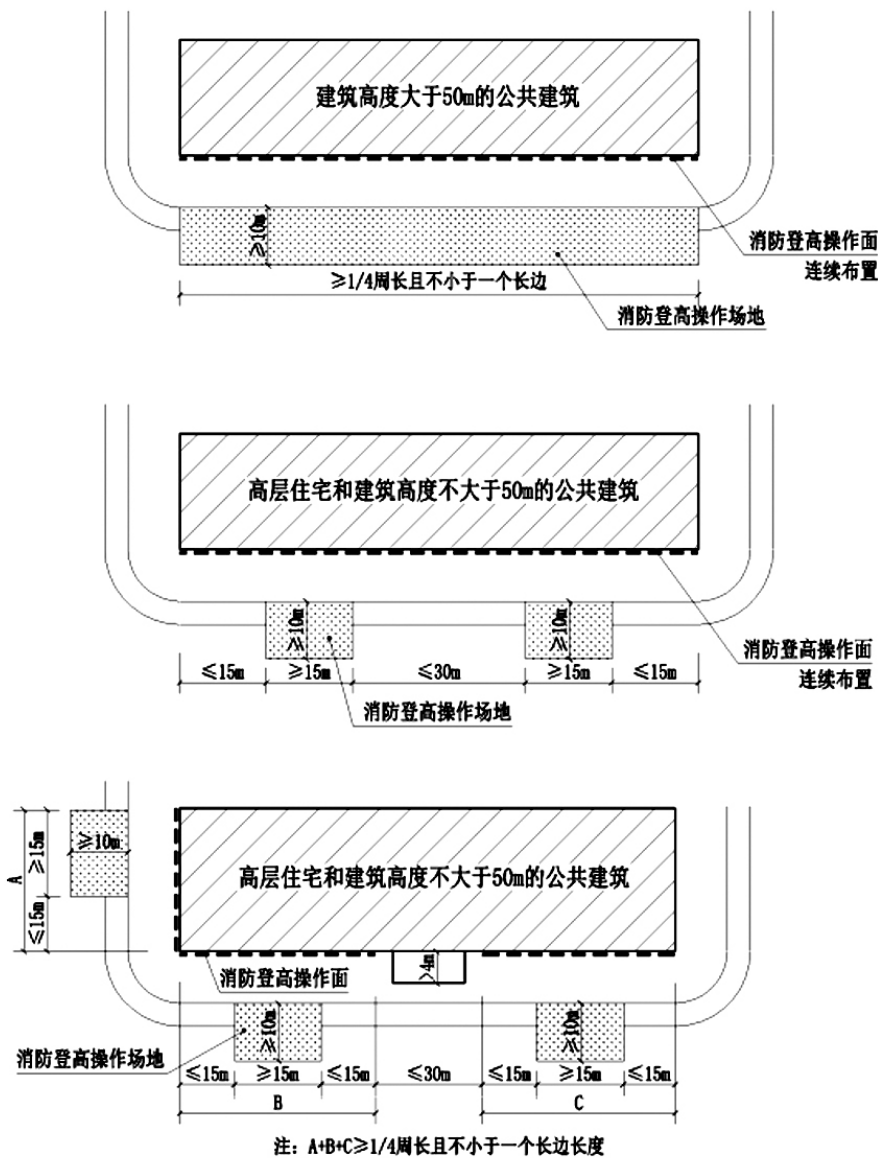 建筑高度大于50m的公共建筑
≥10m
消防登高操作面
连续布置
≥1/4周长且不小于一个长边
消防登高操作场地
高层住宅和建筑高度不大于50m的公共建筑
≥10m
≥10m
消防登高操作面
连续布置
≤15m
≥15m
≤30m
≥15m
≤15m
消防登高操作场地
A
≥15m
≤15m
≥10m
高层住宅和建筑高度不大于50m的公共建筑
>4m
消防登高操作面
消防登高操作场地
≥10m
≥10m
≤15m
≥15m
≤15m
≤30m
≤15m
≥15m
≤15m
B
C
注：A+B+C≥1/4周长且不小于一个长边长度